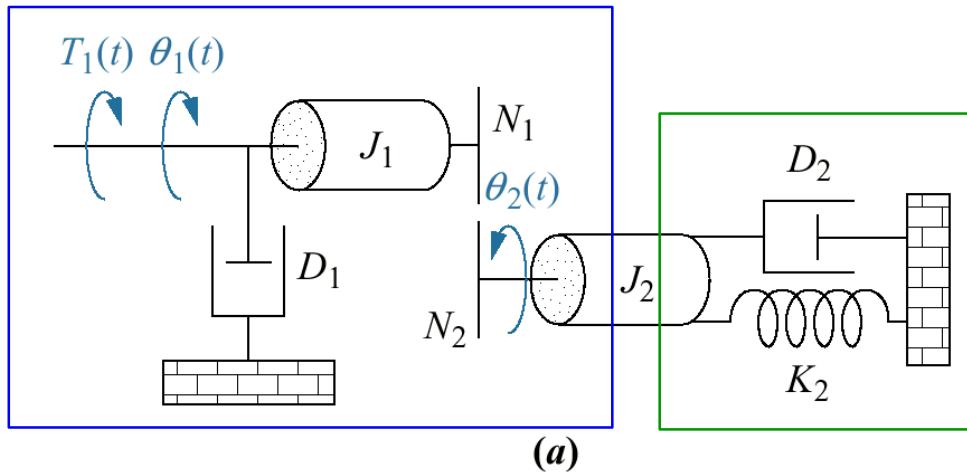 T₁(t) θ₁(t)
N₁
J₁
D₂
θ₂(t)
D₁
J₂
N₂
K₂
(a)